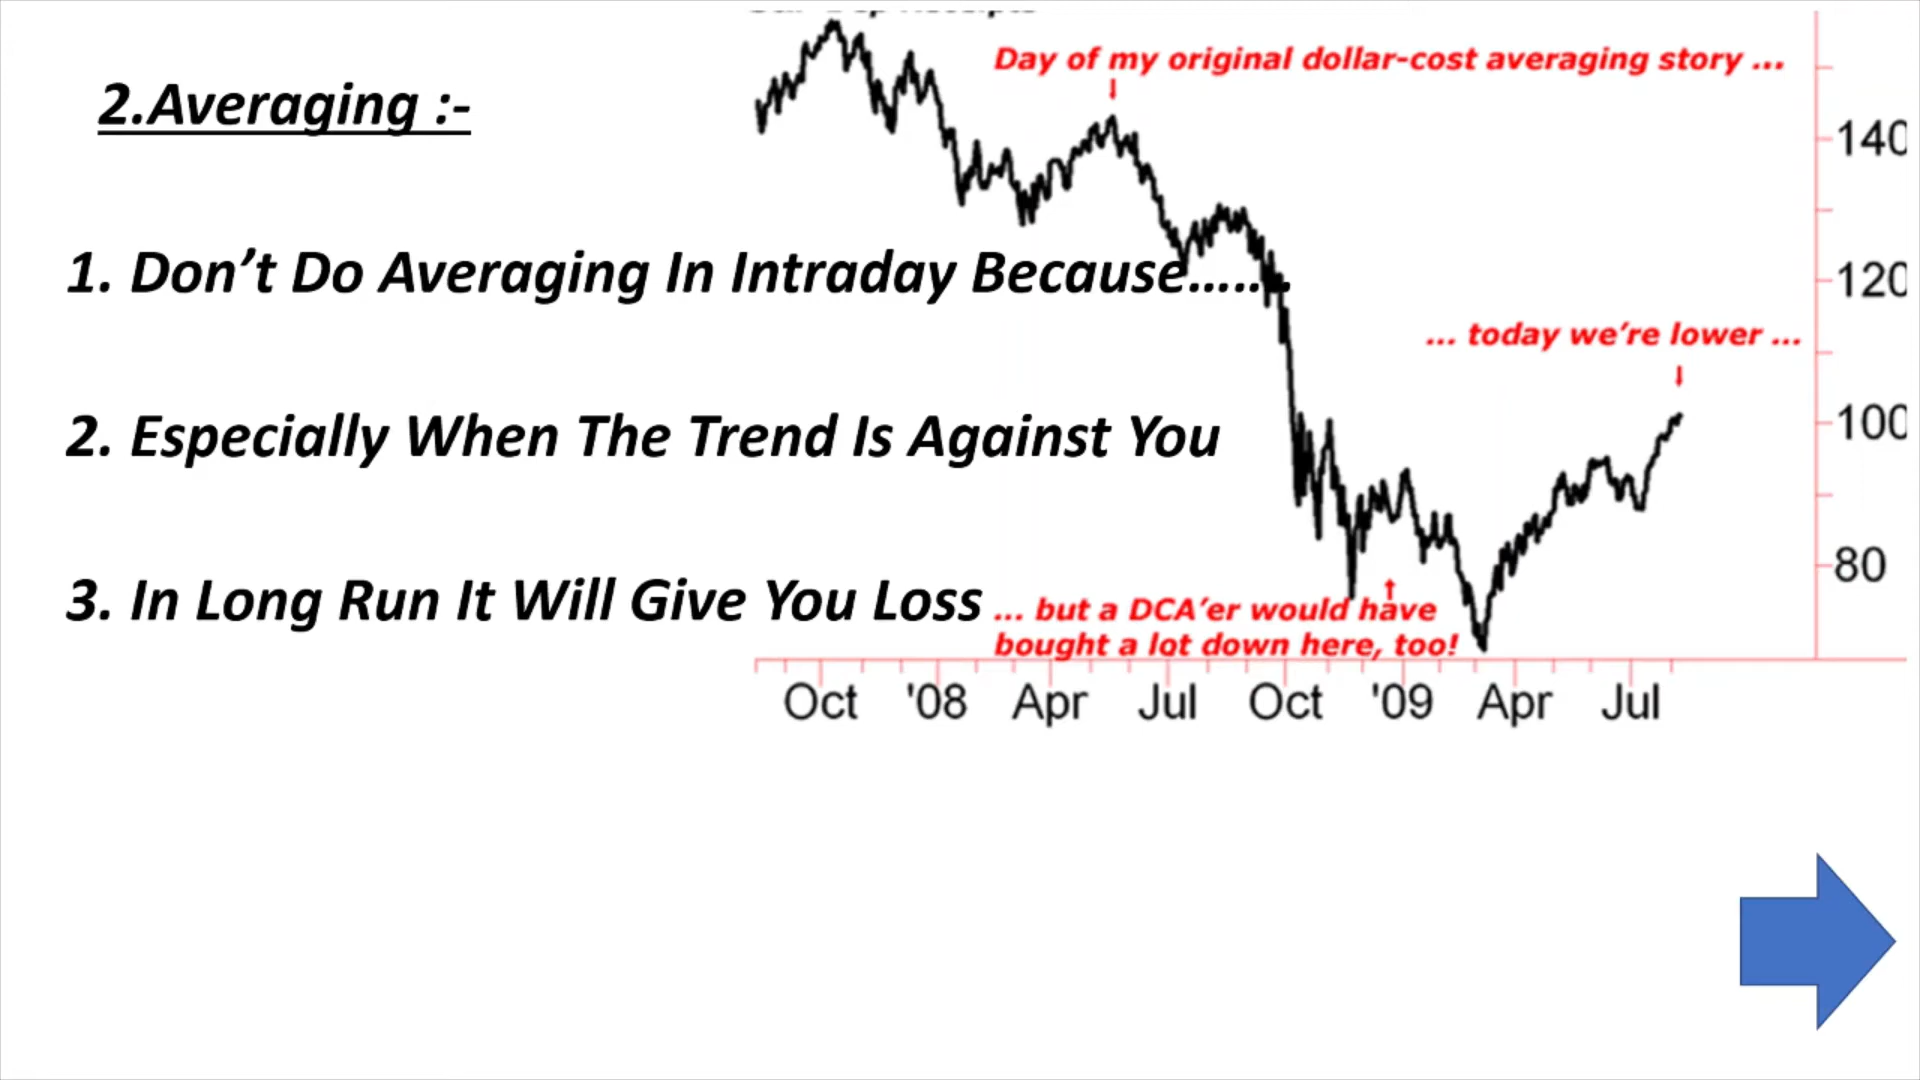 Day of my original dollar-cost averaging story ...
2.Averaging :-
140
1. Don't Do Averaging In Intraday Because......
120
... today we're lower ...
2. Especially When The Trend Is Against You
100
80
3. In Long Run It Will Give You Loss
... but a DCA'er would have
bought a lot down here, too!
Oct '08 Apr Jul Oct '09 Apr Jul